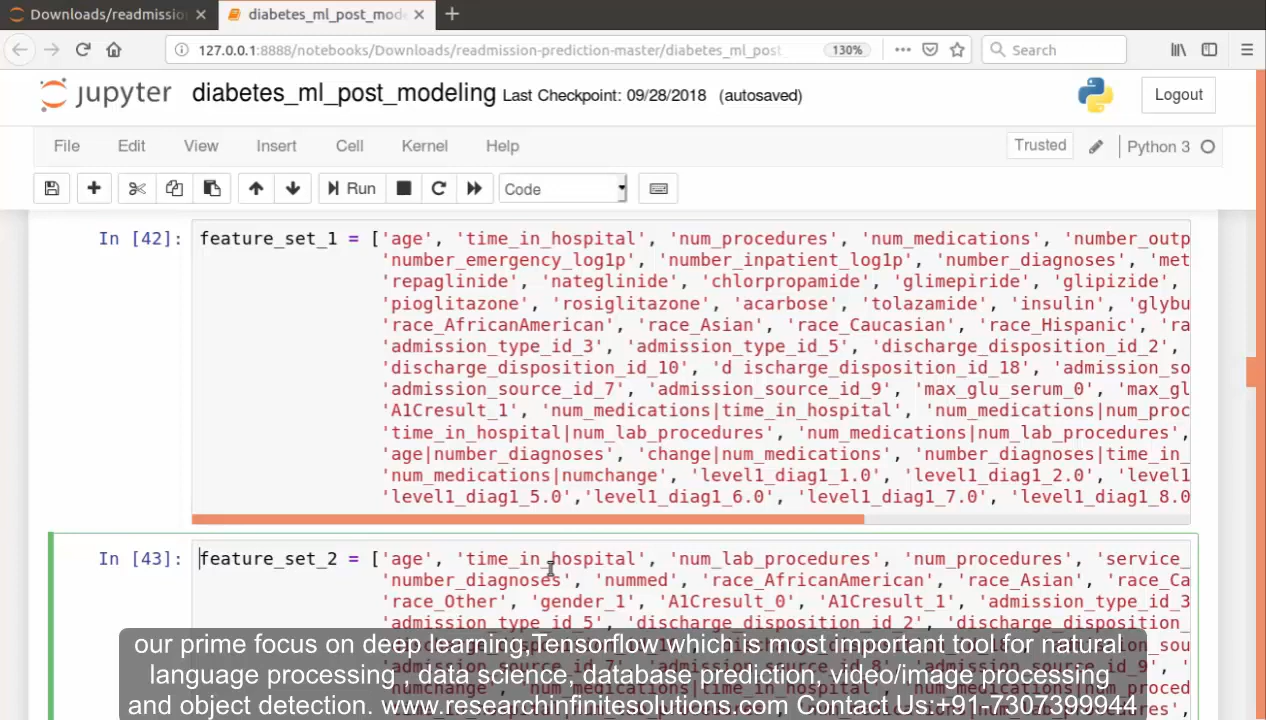 Downloads/readmissio
diabetes_ml_post_mode
127.0.0.1:8888/notebooks/Downloads/readmission-prediction-master/diabetes_ml_post
130%
Search
jupyter diabetes_ml_post_modeling Last Checkpoint: 09/28/2018 (autosaved)
Logout
File Edit View Insert Cell Kernel Help
Trusted Python 3
Run Code
In [42]: feature_set_1 = ['age', 'time_in_hospital', 'num_procedures', 'num_medications', 'number_outp
'number_emergency_log1p', 'number_inpatient_log1p', 'number_diagnoses', 'met
'repaglinide', 'nateglinide', 'chlorpropamide', 'glimepiride', 'glipizide',
'pioglitazone', 'rosiglitazone', 'acarbose', 'tolazamide', 'insulin', 'glybu
'race_AfricanAmerican', 'race_Asian', 'race_Caucasian', 'race_Hispanic', 'ra
'admission_type_id_3', 'admission_type_id_5', 'discharge_disposition_id_2',
'discharge_disposition_id_10', 'd ischarge_disposition_id_18', 'admission_so
'admission_source_id_7', 'admission_source_id_9', 'max_glu_serum_0', 'max_gl
'A1Cresult_1', 'num_medications|time_in_hospital', 'num_medications|num_proc
'time_in_hospital|num_lab_procedures', 'num_medications|num_lab_procedures',
'age|number_diagnoses', 'change|num_medications', 'number_diagnoses|time_in_
'num_medications|numchange', 'level1_diag1_1.0', 'level1_diag1_2.0', 'level1
'level1_diag1_5.0','level1_diag1_6.0', 'level1_diag1_7.0', 'level1_diag1_8.0
In [43]: feature_set_2 = ['age', 'time_in_hospital', 'num_lab_procedures', 'num_procedures', 'service_
'number_diagnoses', 'nummed', 'race_AfricanAmerican', 'race_Asian', 'race_Ca
'race_Other', 'gender_1', 'A1Cresult_0', 'A1Cresult_1', 'admission_type_id_3
'admission_type_id_5', 'discharge_disposition_id_2', 'discharge_disposition_
our prime focus on deep learning,Tensorflow which is most important tool for natural
language processing , data science, database prediction, video/image processing
and object detection. www.researchinfinitesolutions.com Contact Us:+91-7307399944